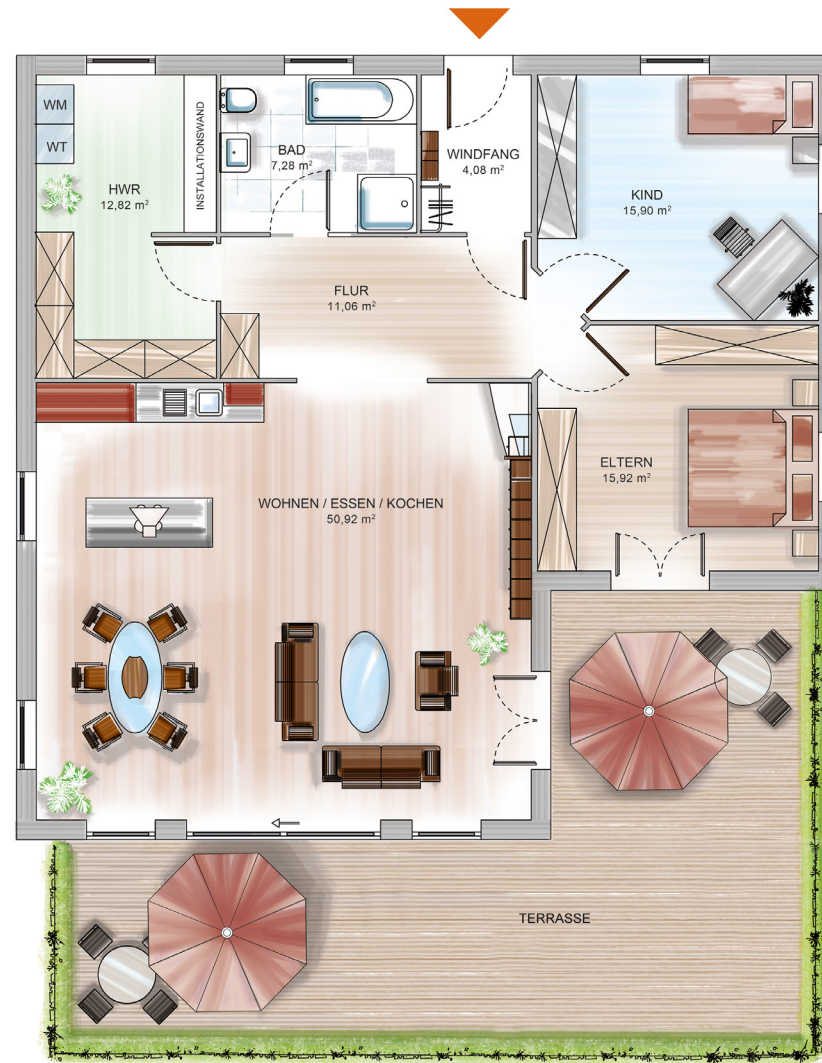 WM
WT
HWR
12,82 m²
INSTALLATIONSWAND
BAD
7,28 m²
WINDFANG
4,08 m²
KIND
15,90 m²
FLUR
11,06 m²
WOHNEN / ESSEN / KOCHEN
50,92 m²
ELTERN
15,92 m²
TERRASSE